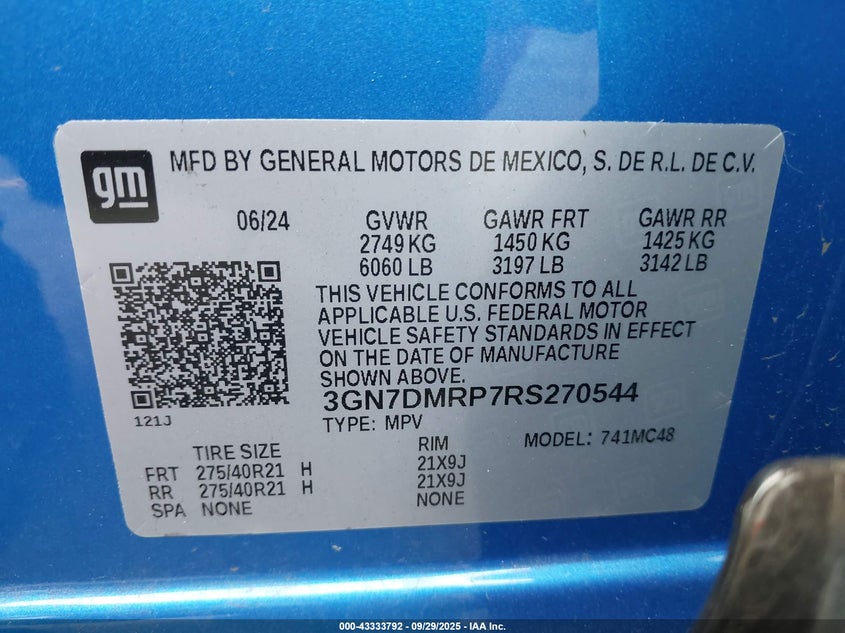 gm
MFD BY GENERAL MOTORS DE MEXICO, S. DE R.L. DE C.V.
06/24 GVWR GAWR FRT GAWR RR
2749 KG 1450 KG 1425 KG
6060 LB 3197 LB 3142 LB
THIS VEHICLE CONFORMS TO ALL
APPLICABLE U.S. FEDERAL MOTOR
VEHICLE SAFETY STANDARDS IN EFFECT
ON THE DATE OF MANUFACTURE
SHOWN ABOVE.
3GN7DMRP7RS270544
121J
TYPE: MPV MODEL: 741MC48
TIRE SIZE RIM
FRT 275/40R21 H 21X9J
RR 275/40R21 H 21X9J
SPA NONE NONE
000-43333792 - 09/29/2025 - IAA Inc.